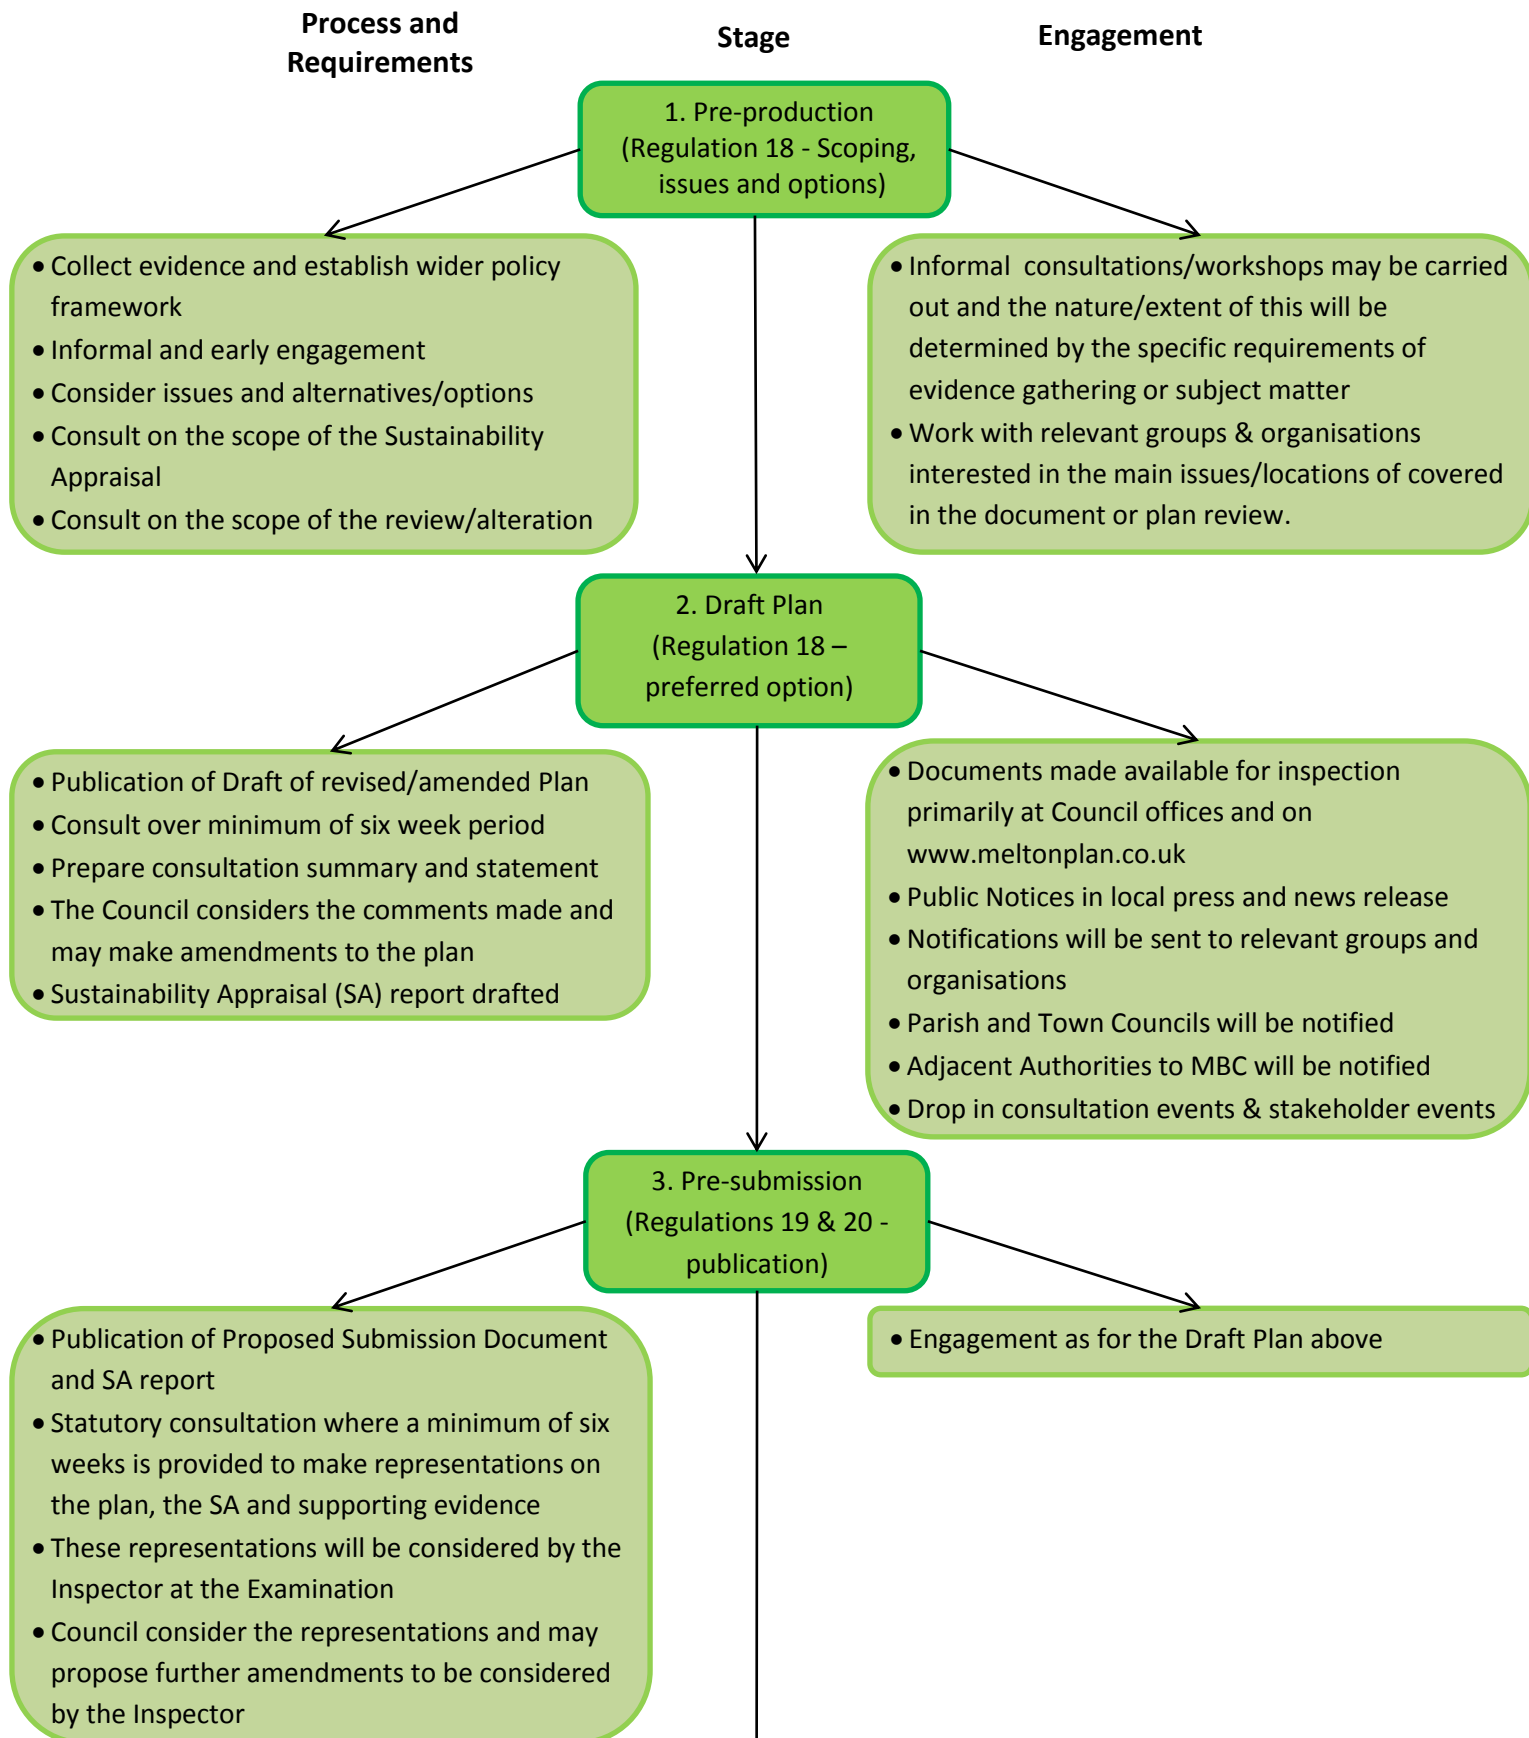 Process and
Requirements
Stage
Engagement
1. Pre-production
(Regulation 18 - Scoping,
issues and options)
• Collect evidence and establish wider policy
framework
• Informal and early engagement
• Consider issues and alternatives/options
• Consult on the scope of the Sustainability
Appraisal
• Consult on the scope of the review/alteration
• Informal  consultations/workshops may be carried
out and the nature/extent of this will be
determined by the specific requirements of
evidence gathering or subject matter
• Work with relevant groups & organisations
interested in the main issues/locations of covered
in the document or plan review.
2. Draft Plan
(Regulation 18 –
preferred option)
• Publication of Draft of revised/amended Plan
• Consult over minimum of six week period
• Prepare consultation summary and statement
• The Council considers the comments made and
may make amendments to the plan
• Sustainability Appraisal (SA) report drafted
• Documents made available for inspection
primarily at Council offices and on
www.meltonplan.co.uk
• Public Notices in local press and news release
• Notifications will be sent to relevant groups and
organisations
• Parish and Town Councils will be notified
• Adjacent Authorities to MBC will be notified
• Drop in consultation events & stakeholder events
3. Pre-submission
(Regulations 19 & 20 -
publication)
• Publication of Proposed Submission Document
and SA report
• Statutory consultation where a minimum of six
weeks is provided to make representations on
the plan, the SA and supporting evidence
• These representations will be considered by the
Inspector at the Examination
• Council consider the representations and may
propose further amendments to be considered
by the Inspector
• Engagement as for the Draft Plan above